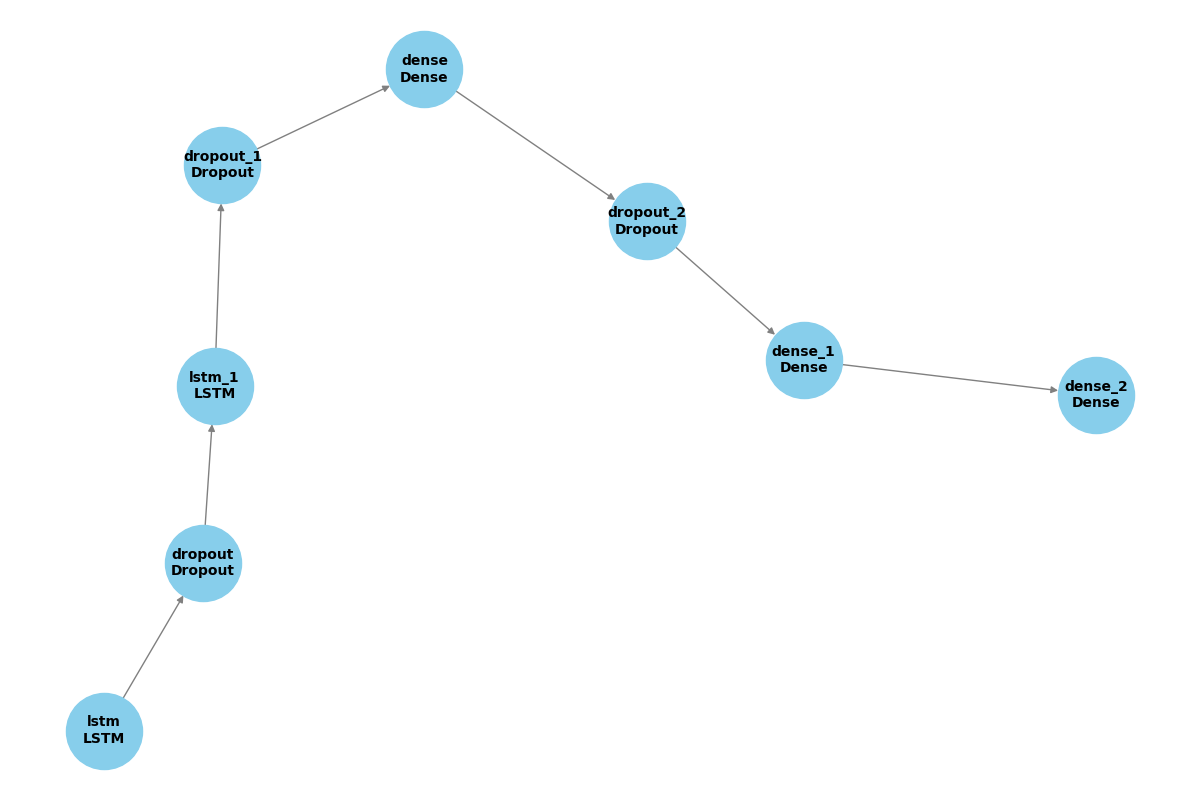 dense
Dense
dropout_1
Dropout
dropout_2
Dropout
dense_1
Dense
lstm_1
LSTM
dense_2
Dense
dropout
Dropout
lstm
LSTM